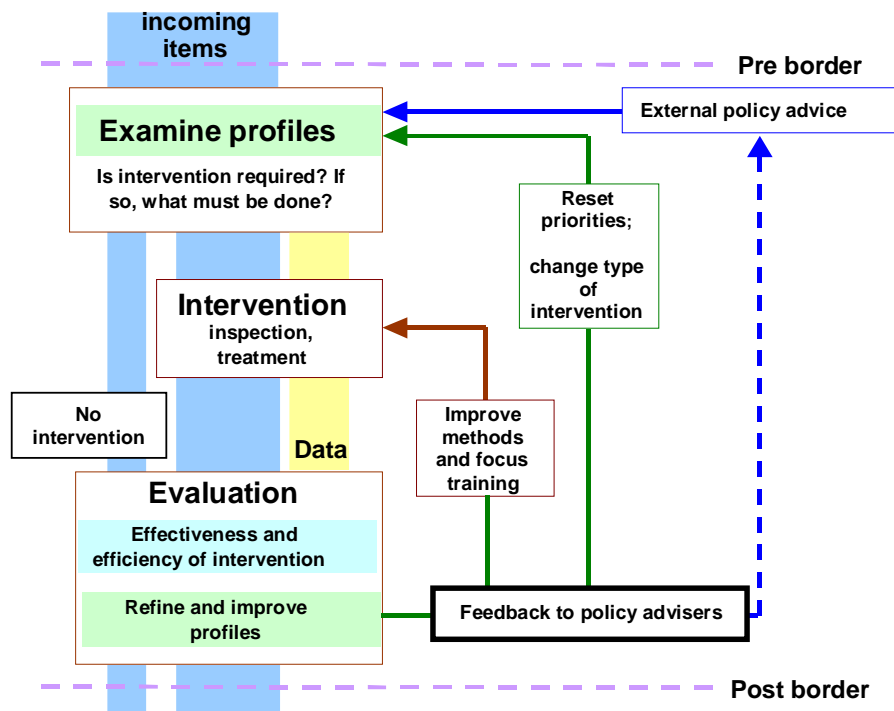 incoming
items
Pre border
External policy advice
Examine profiles
Is intervention required? If
so, what must be done?
Reset
priorities;
change type
of
intervention
Intervention
inspection,
treatment
No
intervention
Improve
methods
and focus
training
Data
Evaluation
Effectiveness and
efficiency of intervention
Refine and improve
profiles
Feedback to policy advisers
Post border